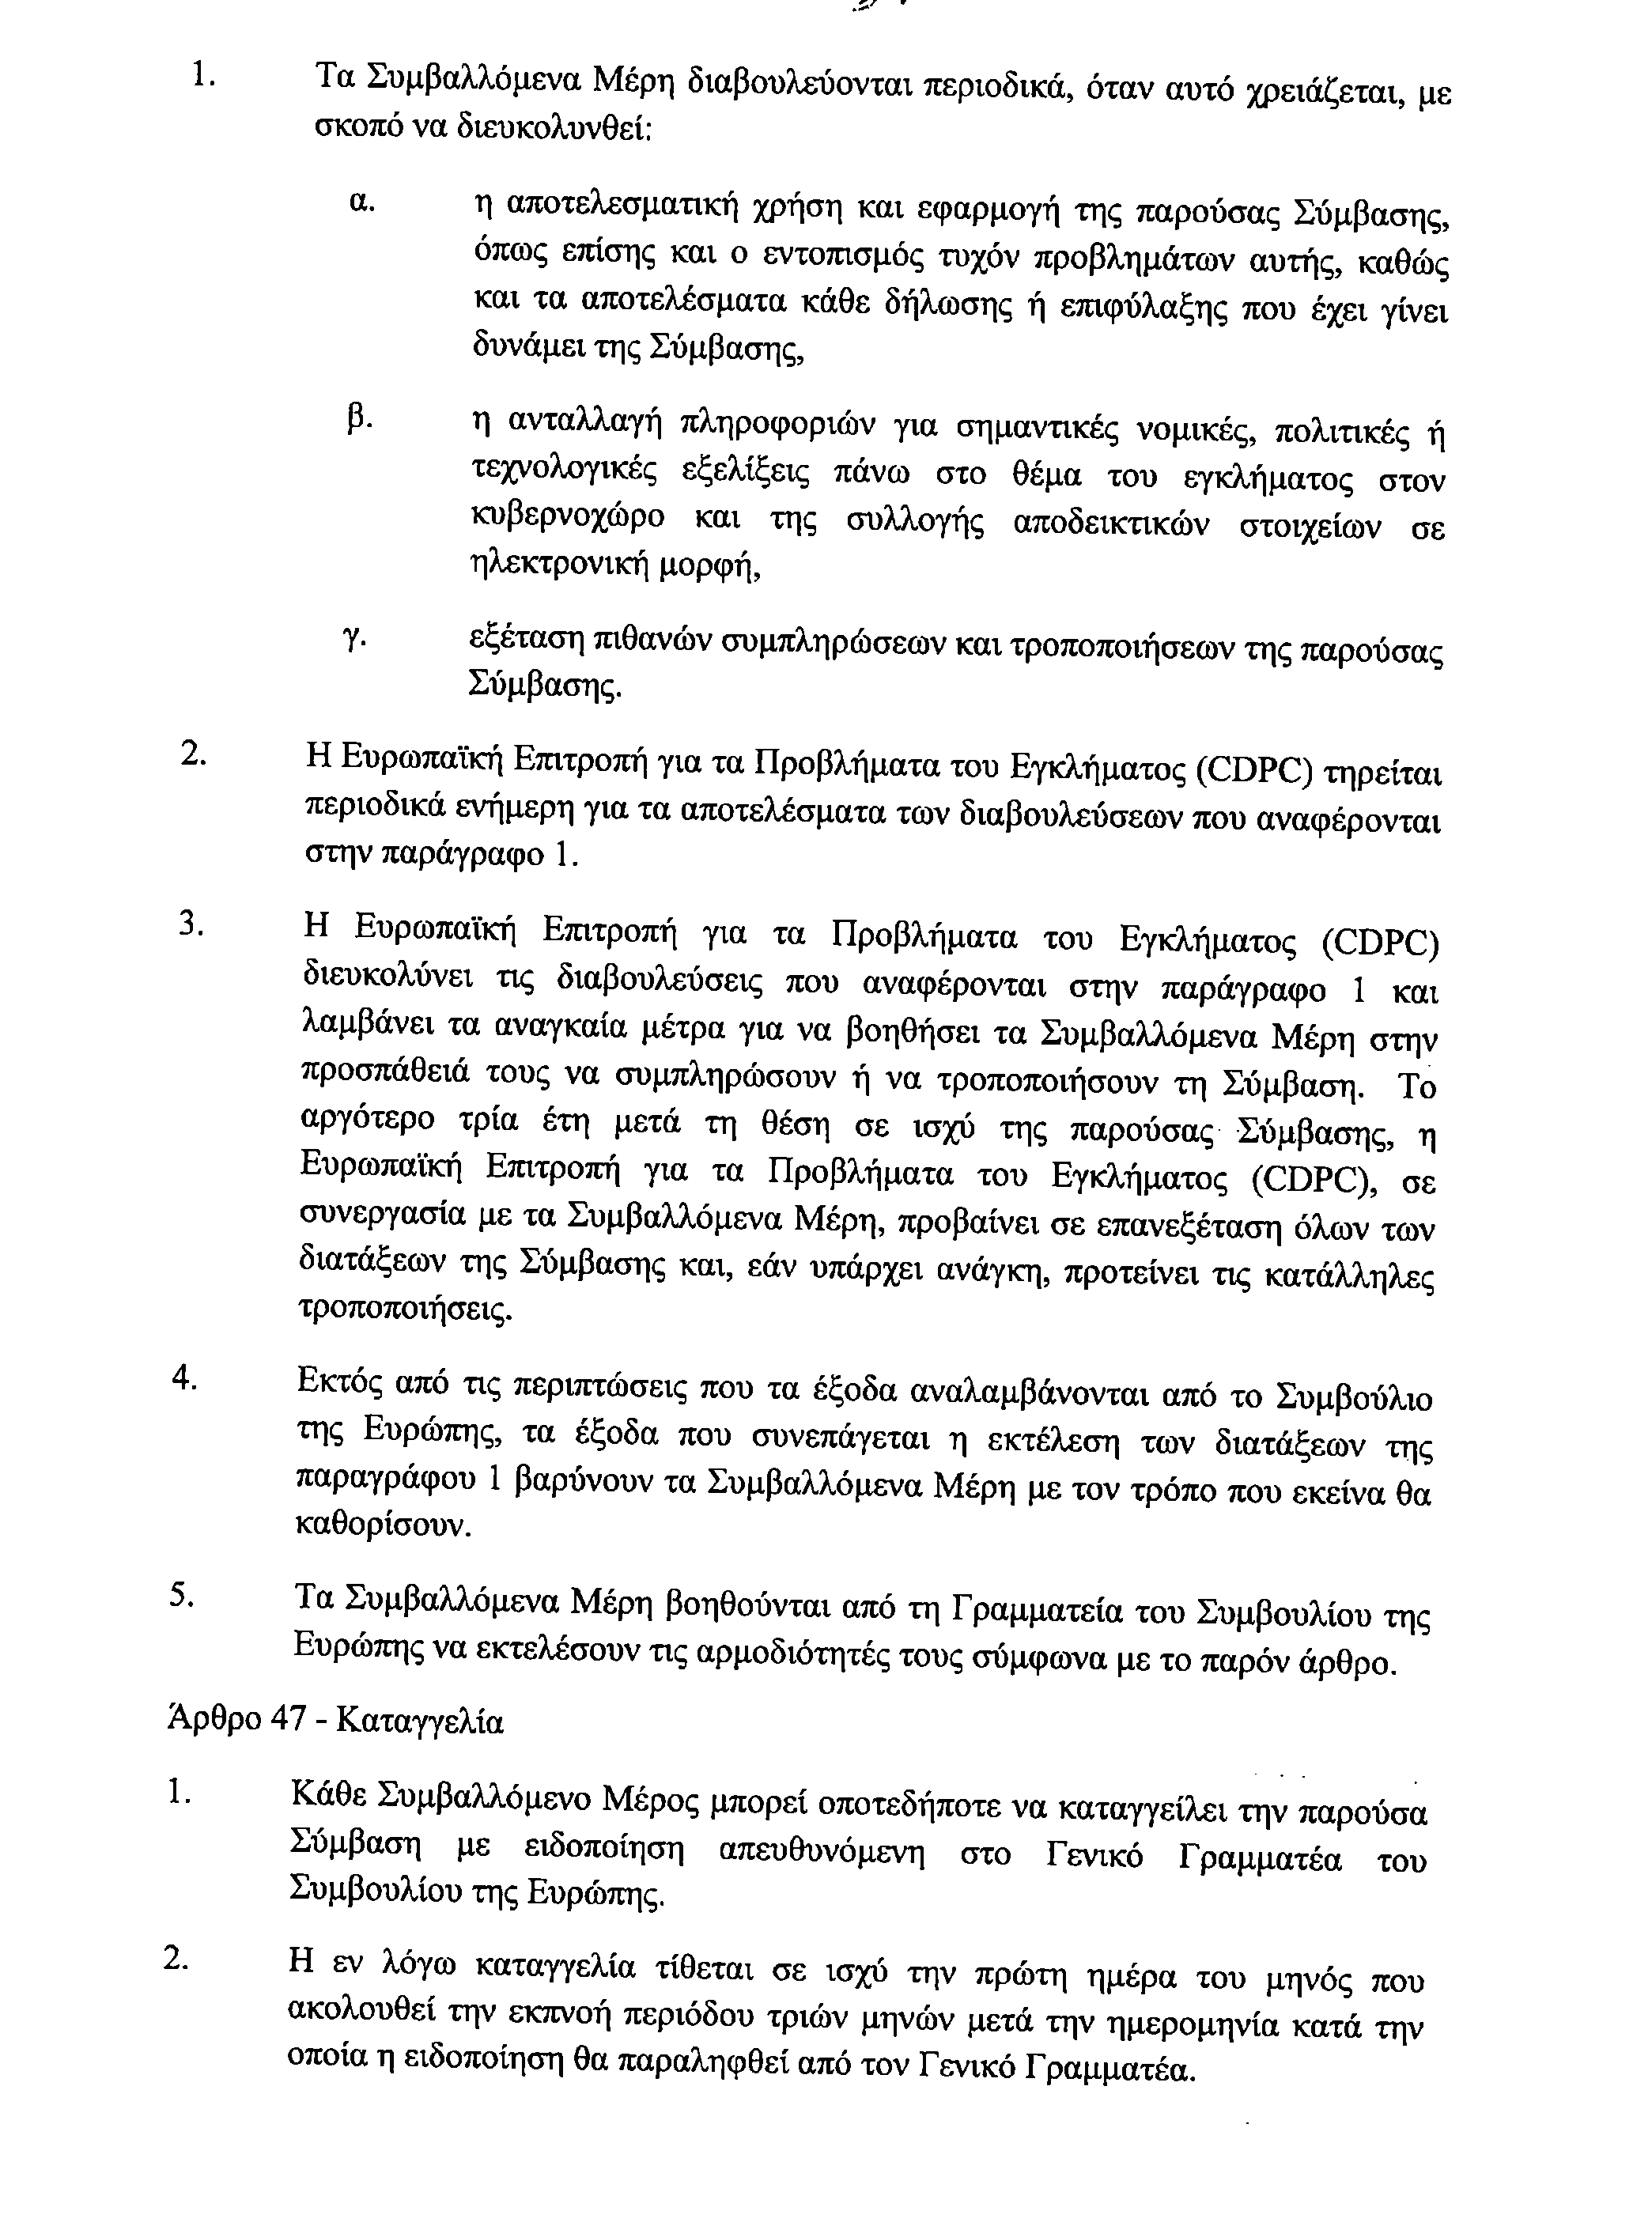 1. Τα Συμβαλλόμενα Μέρη διαβουλεύονται περιοδικά, όταν αυτό χρειάζεται, με
σκοπό να διευκολυνθεί:
α. η αποτελεσματική χρήση και εφαρμογή της παρούσας Σύμβασης,
όπως επίσης και ο εντοπισμός τυχόν προβλημάτων αυτής, καθώς
και τα αποτελέσματα κάθε δήλωσης ή επιφύλαξης που έχει γίνει
δυνάμει της Σύμβασης,
β. η ανταλλαγή πληροφοριών για σημαντικές νομικές, πολιτικές ή
τεχνολογικές εξελίξεις πάνω στο θέμα του εγκλήματος στον
κυβερνοχώρο και της συλλογής αποδεικτικών στοιχείων σε
ηλεκτρονική μορφή,
γ. εξέταση πιθανών συμπληρώσεων και τροποποιήσεων της παρούσας
Σύμβασης.
2. Η Ευρωπαϊκή Επιτροπή για τα Προβλήματα του Εγκλήματος (CDPC) τηρείται
περιοδικά ενήμερη για τα αποτελέσματα των διαβουλεύσεων που αναφέρονται
στην παράγραφο 1.
3. Η Ευρωπαϊκή Επιτροπή για τα Προβλήματα του Εγκλήματος (CDPC)
διευκολύνει τις διαβουλεύσεις που αναφέρονται στην παράγραφο 1 και
λαμβάνει τα αναγκαία μέτρα για να βοηθήσει τα Συμβαλλόμενα Μέρη στην
προσπάθειά τους να συμπληρώσουν ή να τροποποιήσουν τη Σύμβαση. Το
αργότερο τρία έτη μετά τη θέση σε ισχύ της παρούσας Σύμβασης, η
Ευρωπαϊκή Επιτροπή για τα Προβλήματα του Εγκλήματος (CDPC), σε
συνεργασία με τα Συμβαλλόμενα Μέρη, προβαίνει σε επανεξέταση όλων των
διατάξεων της Σύμβασης και, εάν υπάρχει ανάγκη, προτείνει τις κατάλληλες
τροποποιήσεις.
4. Εκτός από τις περιπτώσεις που τα έξοδα αναλαμβάνονται από το Συμβούλιο
της Ευρώπης, τα έξοδα που συνεπάγεται η εκτέλεση των διατάξεων της
παραγράφου 1 βαρύνουν τα Συμβαλλόμενα Μέρη με τον τρόπο που εκείνα θα
καθορίσουν.
5. Τα Συμβαλλόμενα Μέρη βοηθούνται από τη Γραμματεία του Συμβουλίου της
Ευρώπης να εκτελέσουν τις αρμοδιότητές τους σύμφωνα με το παρόν άρθρο.
Άρθρο 47 - Καταγγελία
1. Κάθε Συμβαλλόμενο Μέρος μπορεί οποτεδήποτε να καταγγείλει την παρούσα
Σύμβαση με ειδοποίηση απευθυνόμενη στο Γενικό Γραμματέα του
Συμβουλίου της Ευρώπης.
2. Η εν λόγω καταγγελία τίθεται σε ισχύ την πρώτη ημέρα του μηνός που
ακολουθεί την εκπνοή περιόδου τριών μηνών μετά την ημερομηνία κατά την
οποία η ειδοποίηση θα παραληφθεί από τον Γενικό Γραμματέα.